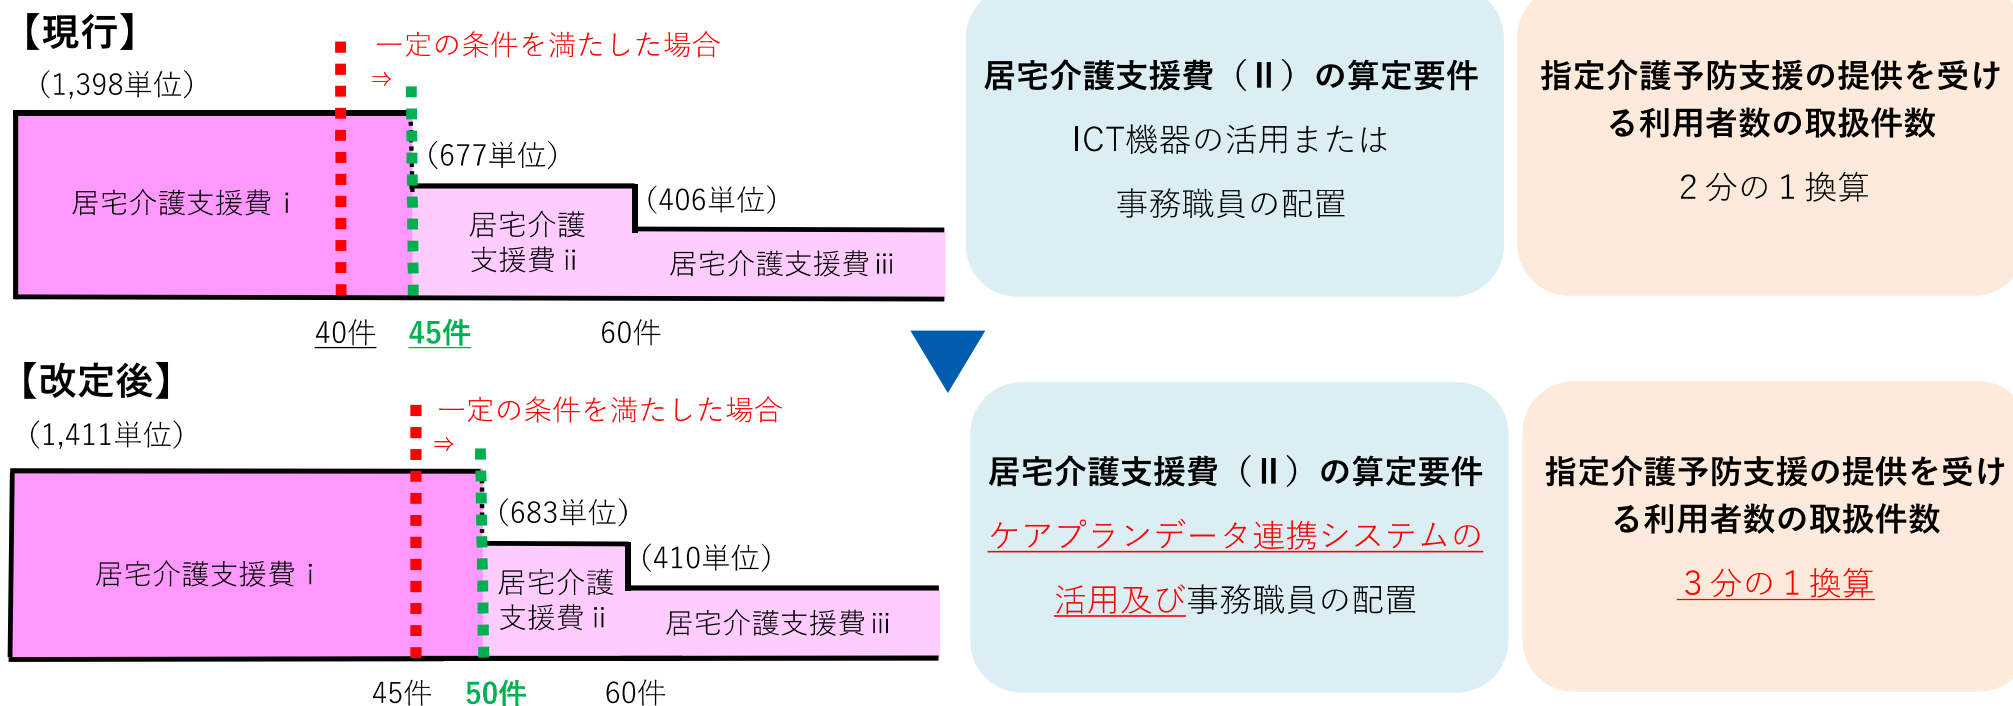 【現行】
（1,398単位）
一定の条件を満たした場合
⇒
（677単位）
（406単位）
居宅介護支援費 i
居宅介護
支援費 ii
居宅介護支援費 iii
40件
45件
60件
居宅介護支援費（Ⅱ）の算定要件
ICT機器の活用または
事務職員の配置
指定介護予防支援の提供を受け
る利用者数の取扱件数
２分の１換算
【改定後】
（1,411単位）
一定の条件を満たした場合
⇒
（683単位）
（410単位）
居宅介護支援費 i
居宅介護
支援費 ii
居宅介護支援費 iii
45件
50件
60件
居宅介護支援費（Ⅱ）の算定要件
ケアプランデータ連携システムの
活用及び事務職員の配置
指定介護予防支援の提供を受け
る利用者数の取扱件数
３分の１換算